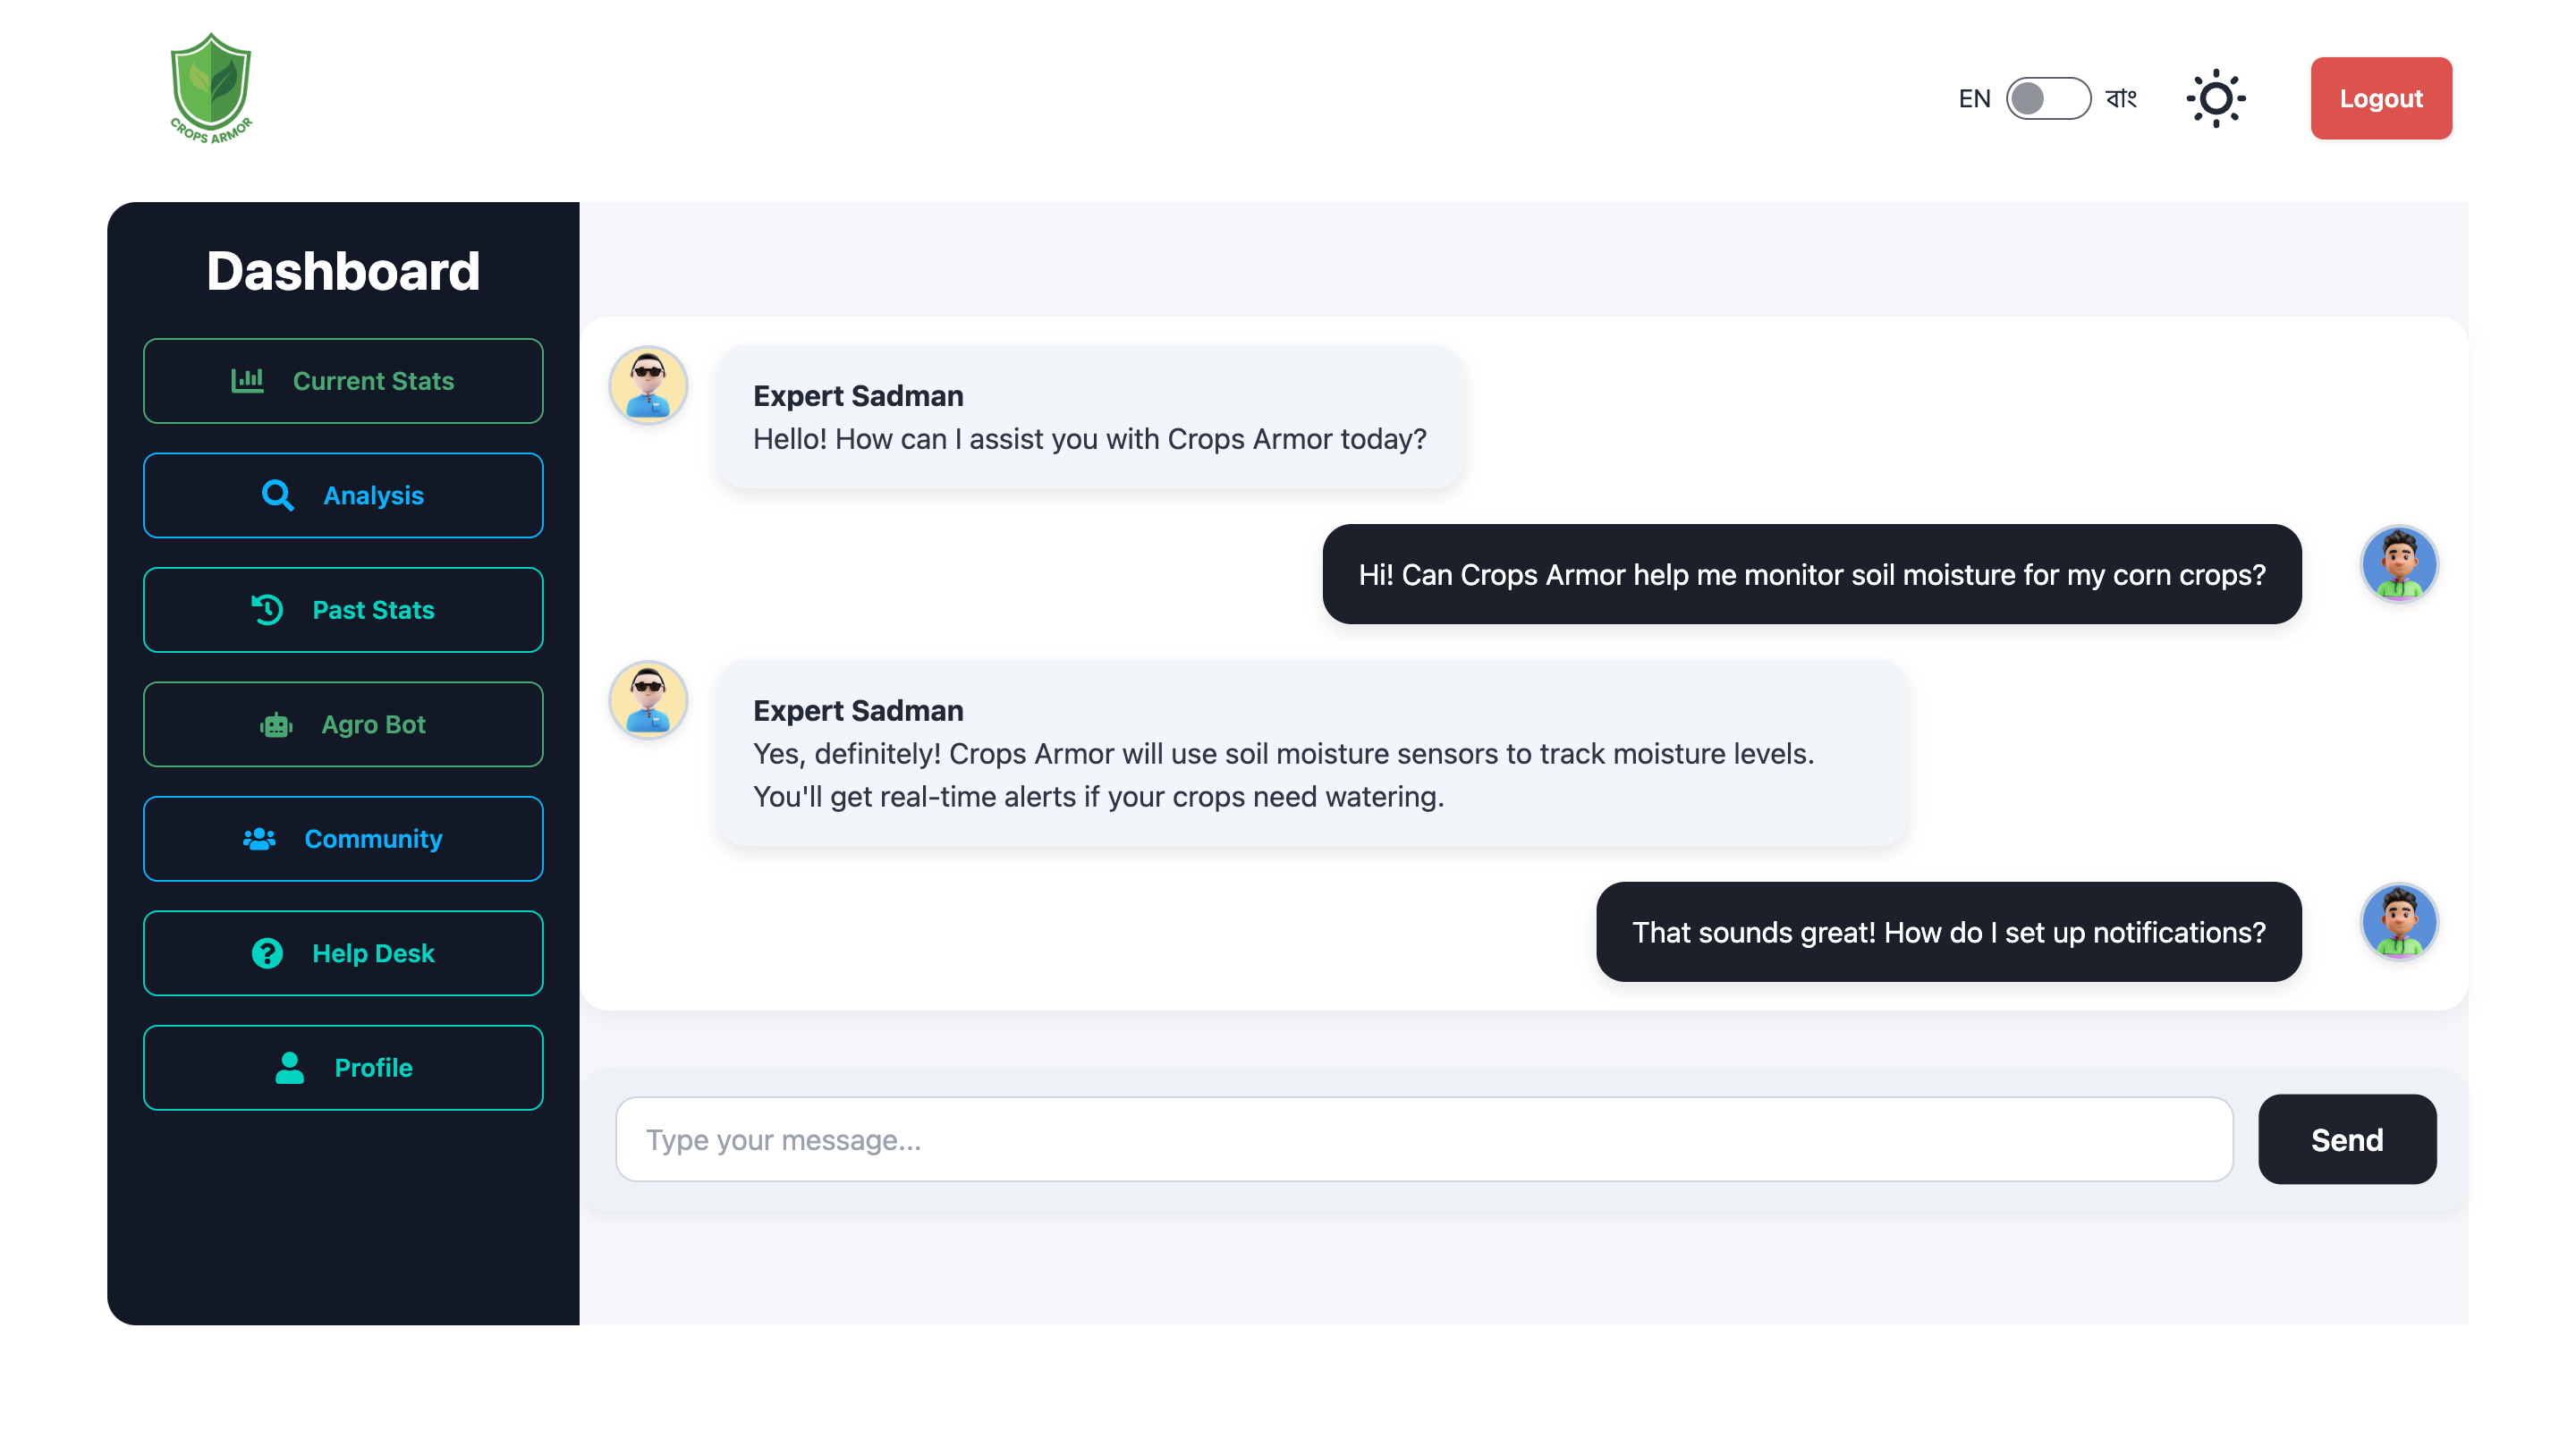 CROPS ARMOR
EN
বাং
Logout
Dashboard
Current Stats
Analysis
Past Stats
Agro Bot
Community
Help Desk
Profile
Expert Sadman
Hello! How can I assist you with Crops Armor today?
Hi! Can Crops Armor help me monitor soil moisture for my corn crops?
Expert Sadman
Yes, definitely! Crops Armor will use soil moisture sensors to track moisture levels.
You'll get real-time alerts if your crops need watering.
That sounds great! How do I set up notifications?
Type your message...
Send